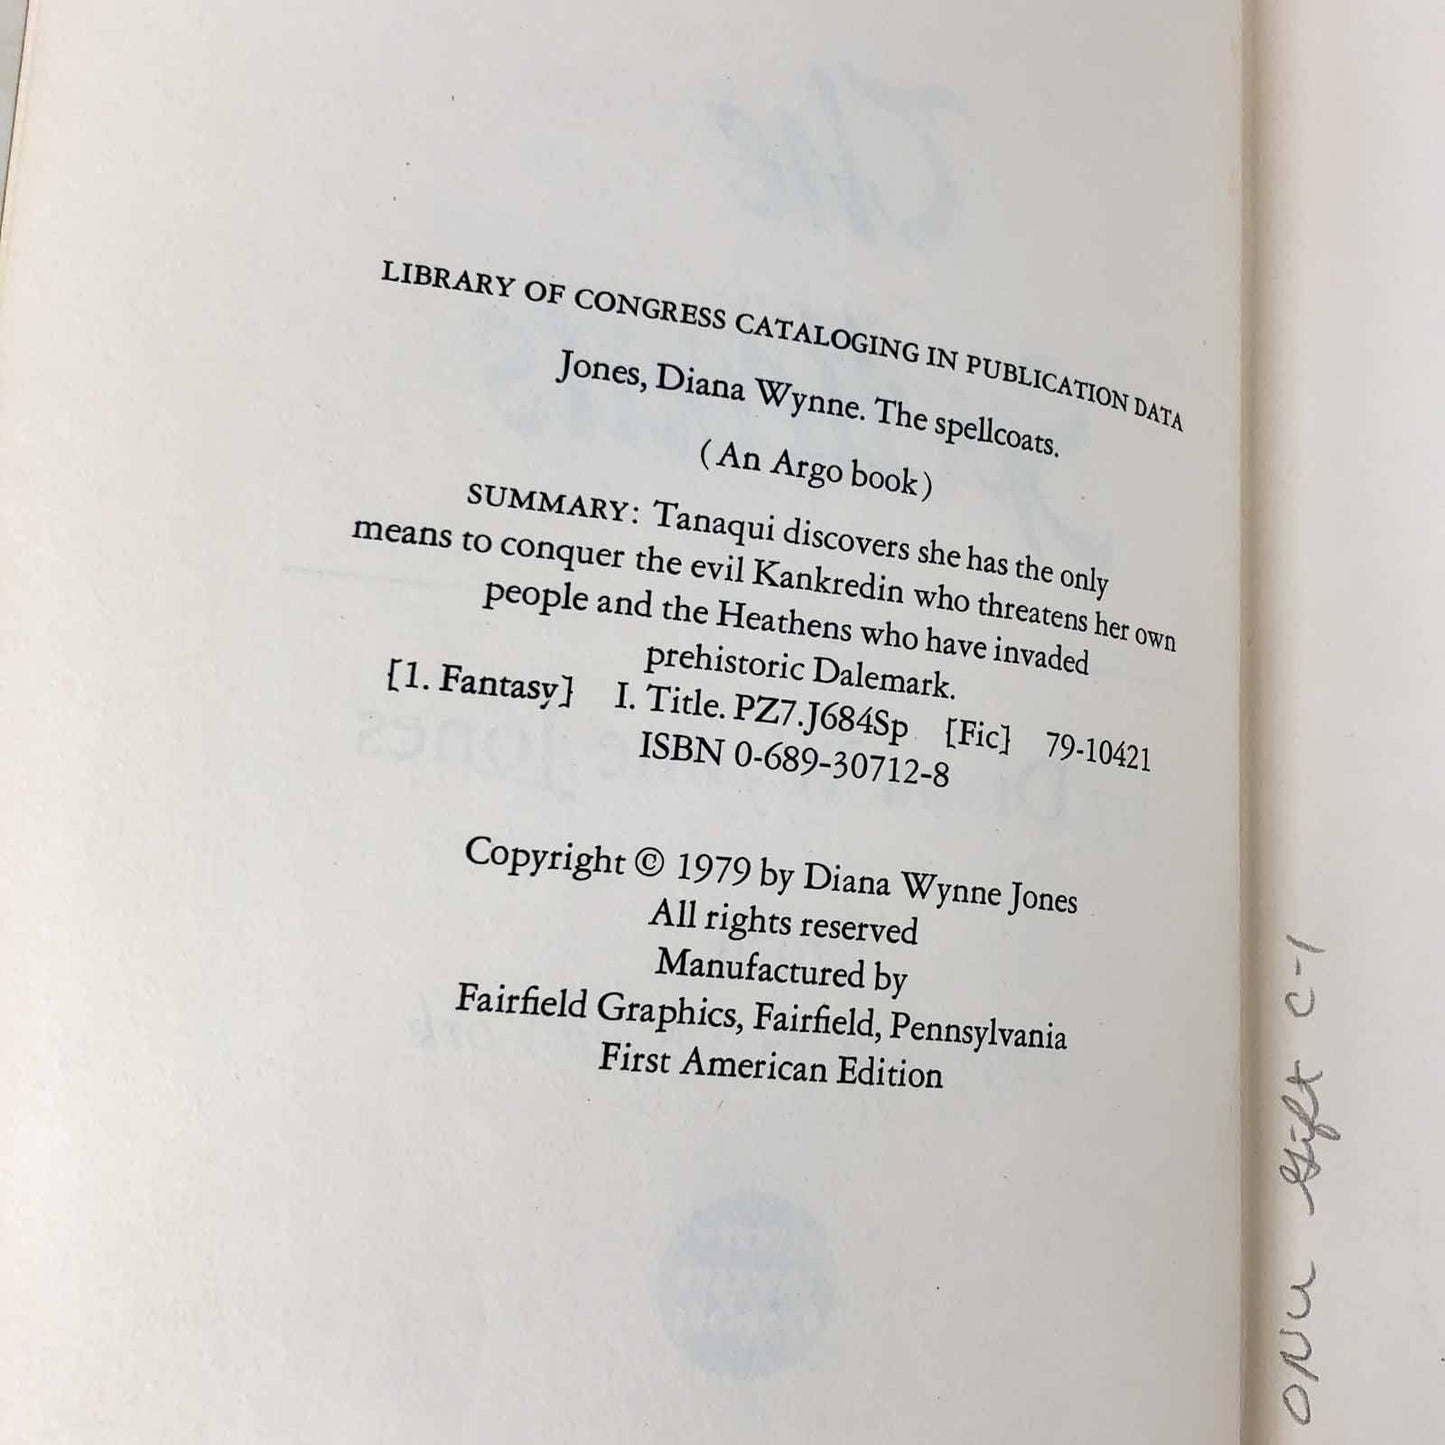 LIBRARY OF CONGRESS CATALOGING IN PUBLICATION DATA
Jones, Diana Wynne. The spellcoats.
(An Argo book)
SUMMARY: Tanaqui discovers she has the only
means to conquer the evil Kankredin who threatens her own
people and the Heathens who have invaded
prehistoric Dalemark.
[1. Fantasy] I. Title. PZ7.J684Sp [Fic] 79-10421
ISBN 0-689-30712-8
Copyright © 1979 by Diana Wynne Jones
All rights reserved
Manufactured by
Fairfield Graphics, Fairfield, Pennsylvania
First American Edition
ONU Gift C-1